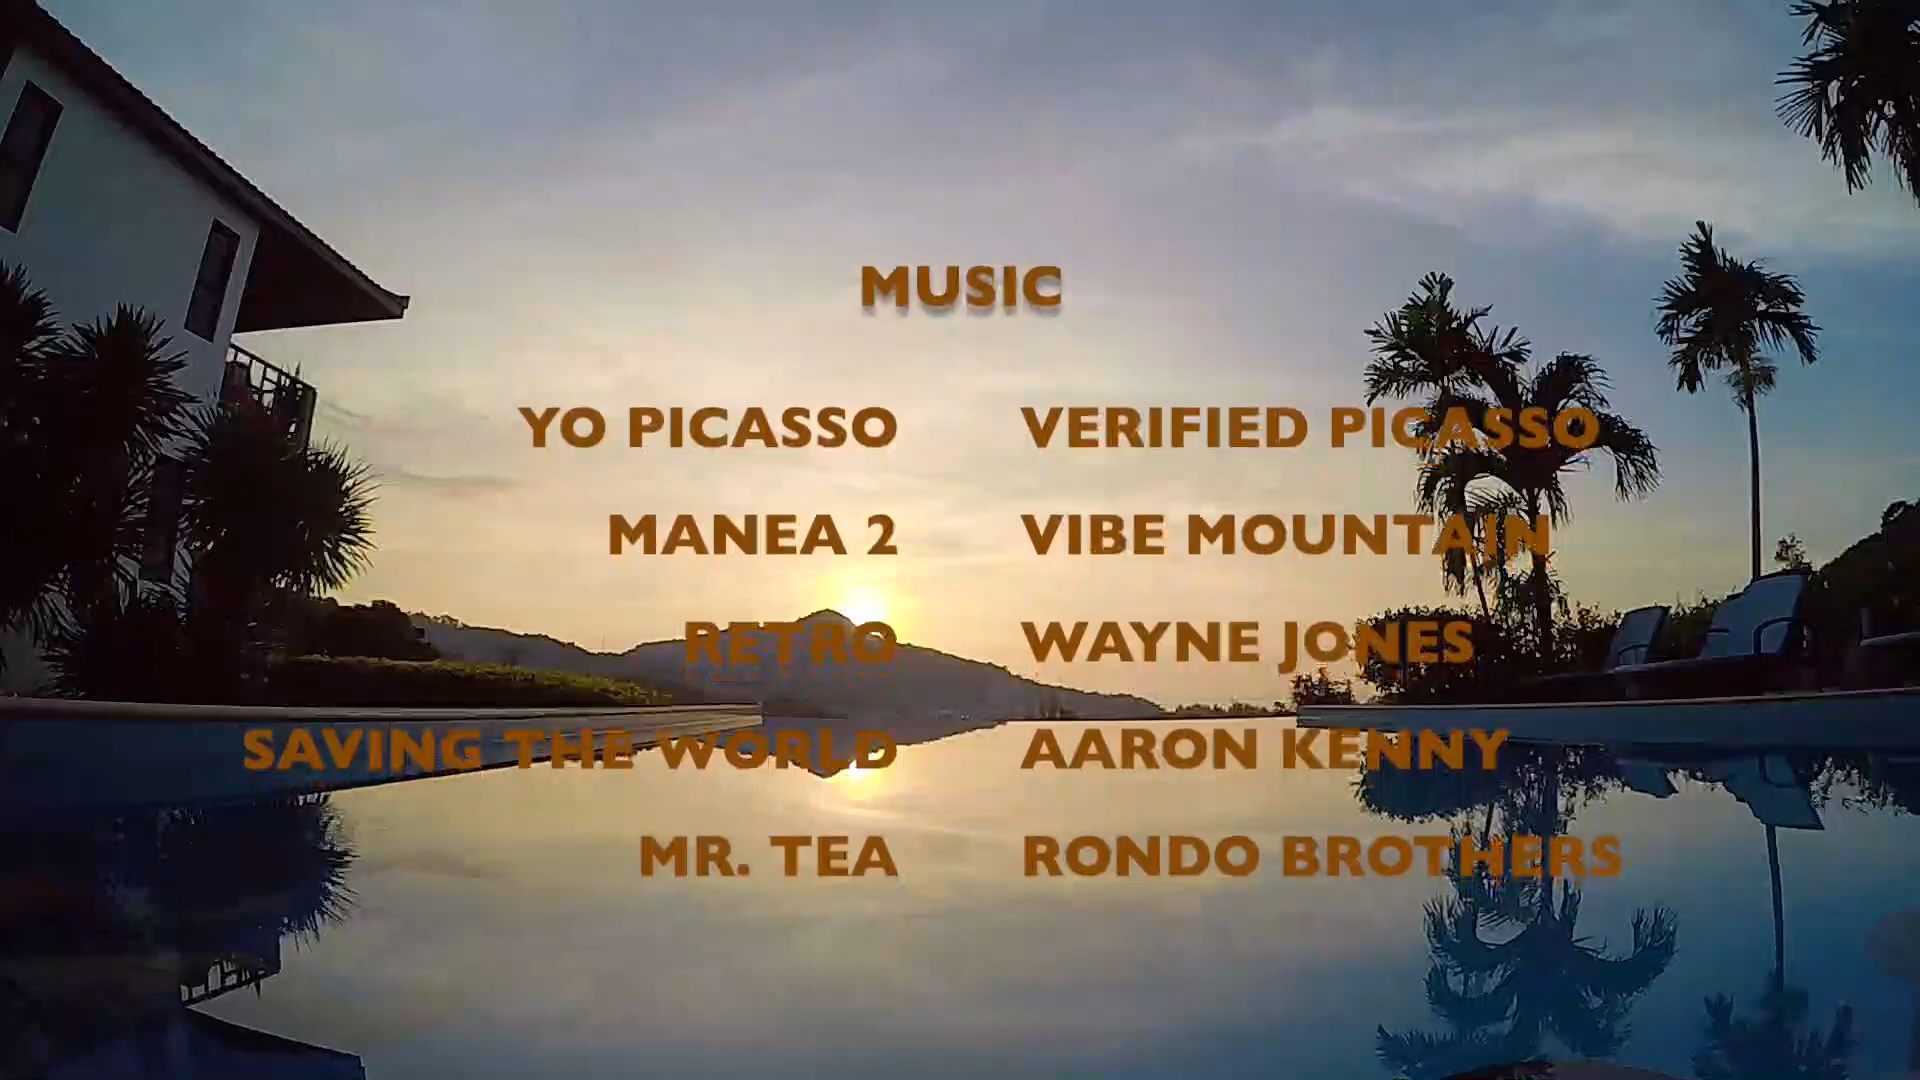 MUSIC
YO PICASSO VERIFIED PICASSO
MANEA 2 VIBE MOUNTAIN
RETRO WAYNE JONES
SAVING THE WORLD AARON KENNY
MR. TEA RONDO BROTHERS